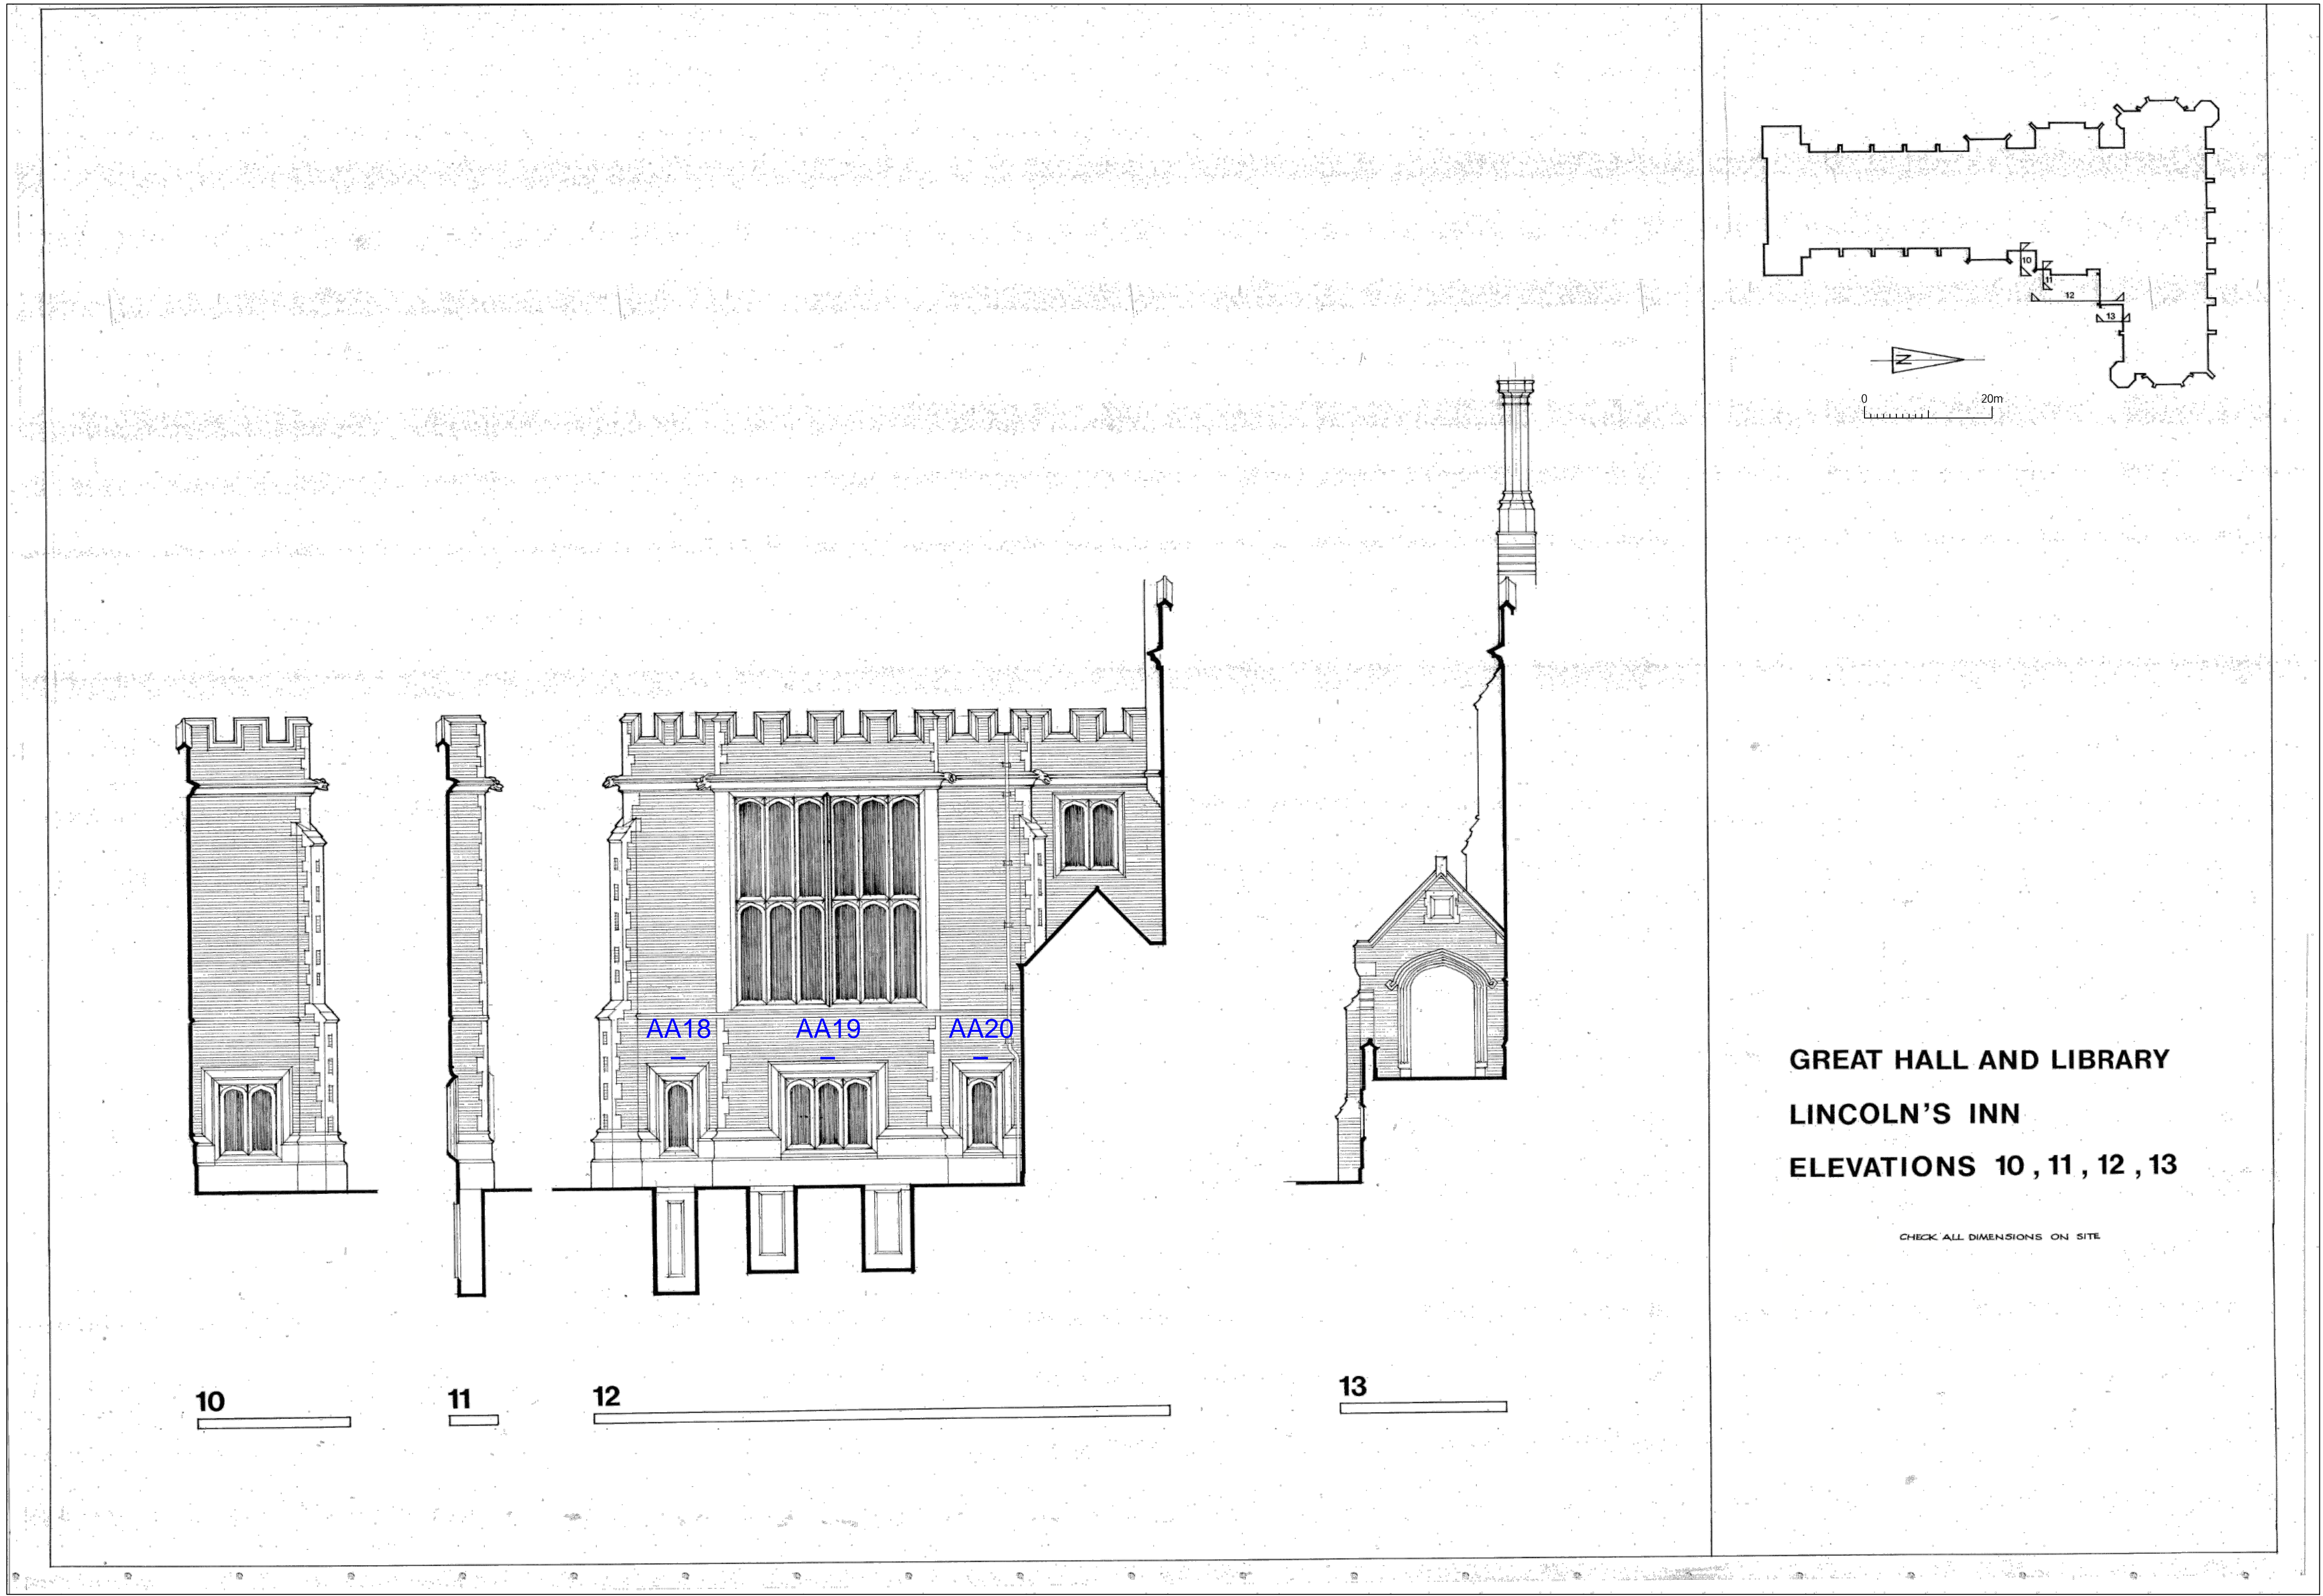 10
11
12
13
N
0 20m
AA18 AA19 AA20
GREAT HALL AND LIBRARY
LINCOLN'S INN
ELEVATIONS 10, 11, 12, 13
CHECK ALL DIMENSIONS ON SITE
10 11 12 13